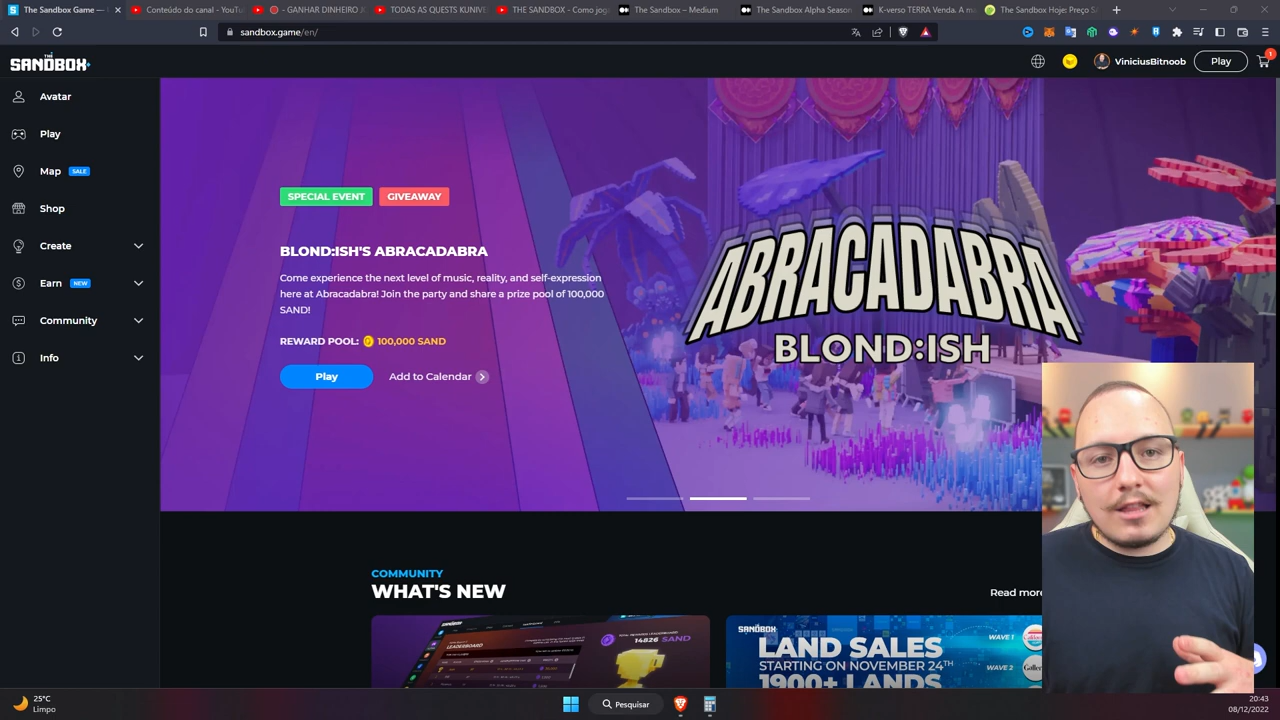 The Sandbox Game —
Conteúdo do canal - YouTu
- GANHAR DINHEIRO J
TODAS AS QUESTS KUNIVE
THE SANDBOX - Como jog
The Sandbox – Medium
The Sandbox Alpha Season
K-verso TERRA Venda. A m
The Sandbox Hoje: Preço S
sandbox.game/en/
THE
SANDBOX
ViniciusBitnoob
Play
1
Avatar
Play
Map SALE
Shop
Create
Earn NEW
Community
Info
SPECIAL EVENT GIVEAWAY
BLOND:ISH'S ABRACADABRA
Come experience the next level of music, reality, and self-expression
here at Abracadabra! Join the party and share a prize pool of 100,000
SAND!
REWARD POOL: 100,000 SAND
Play Add to Calendar
ABRACADABRA
BLOND:ISH
COMMUNITY
WHAT'S NEW
Read more
LEADERBOARD
14826 SAND
SANDBOX
LAND SALES
STARTING ON NOVEMBER 24TH
1900+ LANDS
WAVE 1
WAVE 2
25°C
Limpo
Pesquisar
20:43
08/12/2022